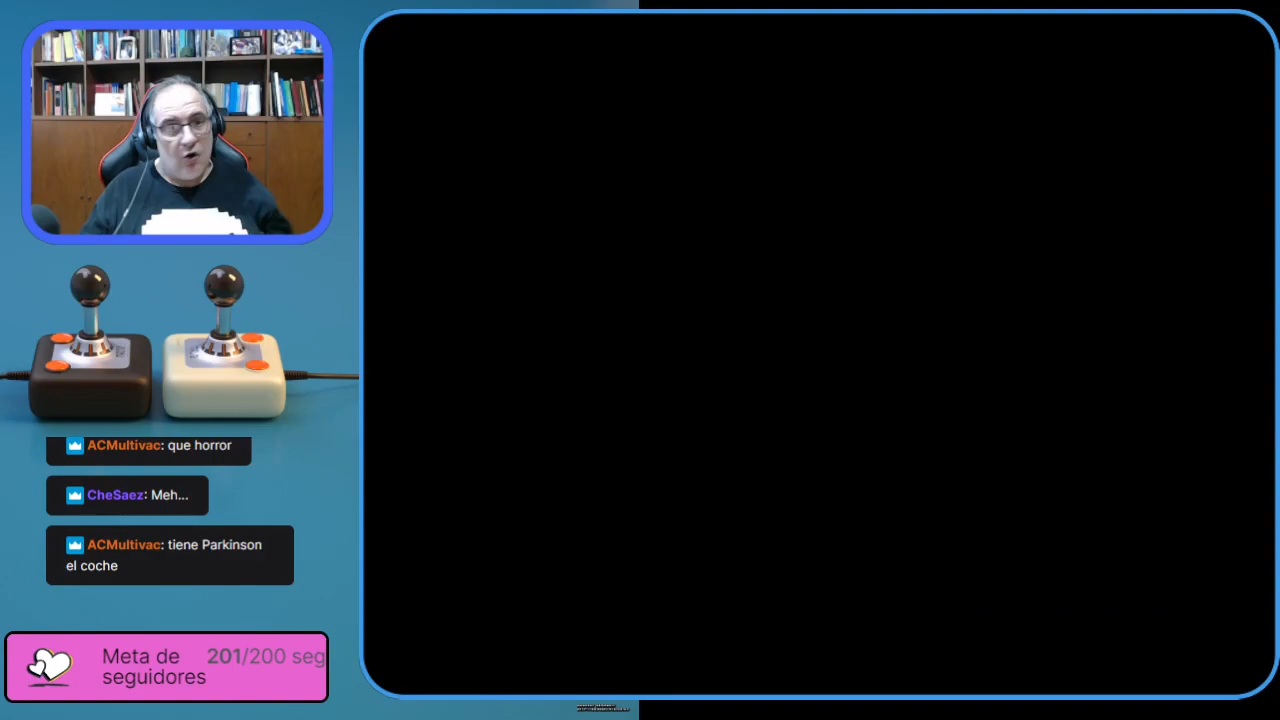 ACMultivac: que horror
CheSaez: Meh...
ACMultivac: tiene Parkinson
el coche
Meta de
seguidores
201/200 seg